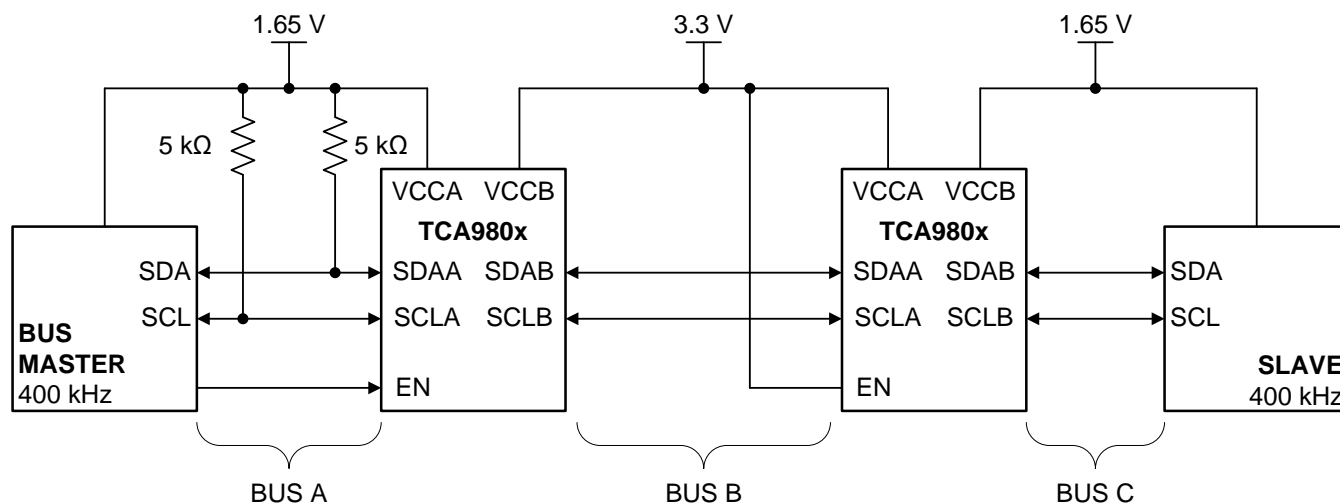 1.65 V
3.3 V
1.65 V
5 kΩ
5 kΩ
VCCA VCCB
TCA980x
VCCA VCCB
TCA980x
SDA
SDAA SDAB
SDAA SDAB
SDA
SCL
SCLA SCLB
SCLA SCLB
SCL
BUS
MASTER
400 kHz
EN
EN
SLAVE
400 kHz
BUS A
BUS B
BUS C